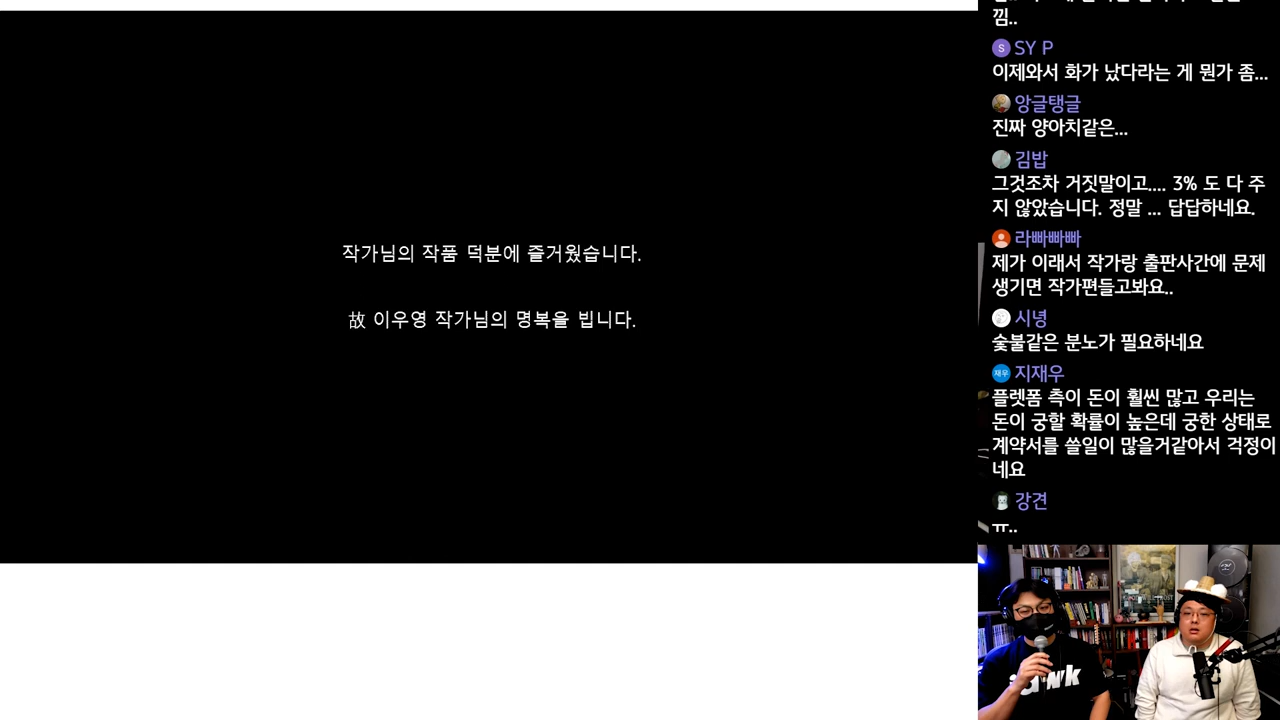 작가님의 작품 덕분에 즐거웠습니다.
故 이우영 작가님의 명복을 빕니다.
낌..
S SY P
이제와서 화가 났다라는 게 뭔가 좀...
앙글탱글
진짜 양아치같은...
김밥
그것조차 거짓말이고.... 3% 도 다 주
지 않았습니다. 정말 ... 답답하네요.
라빠빠빠
제가 이래서 작가랑 출판사간에 문제
생기면 작가편들고봐요..
시녕
숯불같은 분노가 필요하네요
재우 지재우
플렛폼 측이 돈이 훨씬 많고 우리는
돈이 궁할 확률이 높은데 궁한 상태로
계약서를 쓸일이 많을거같아서 걱정이
네요
강견
ㅠ..